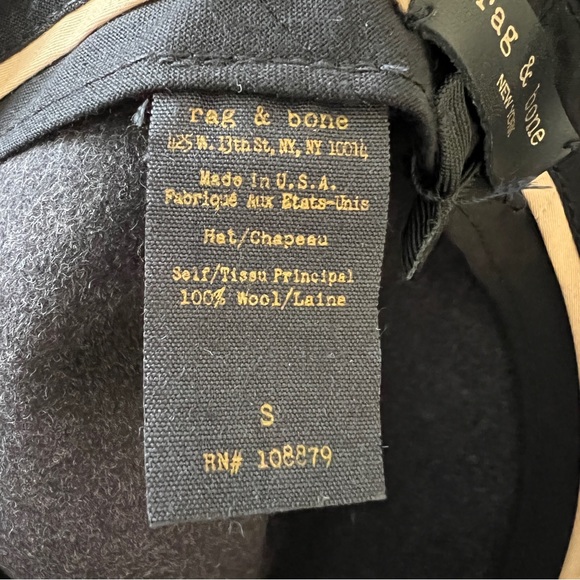 rag & bone
425 W. 13th St, NY, NY 10014
Made In U.S.A.
Fabriqué Aux Etats-Unis
Hat/Chapeau
Self/Tissu Principal
100% Wool/Laine
S
RN# 108879
rag & bone
NEW YORK